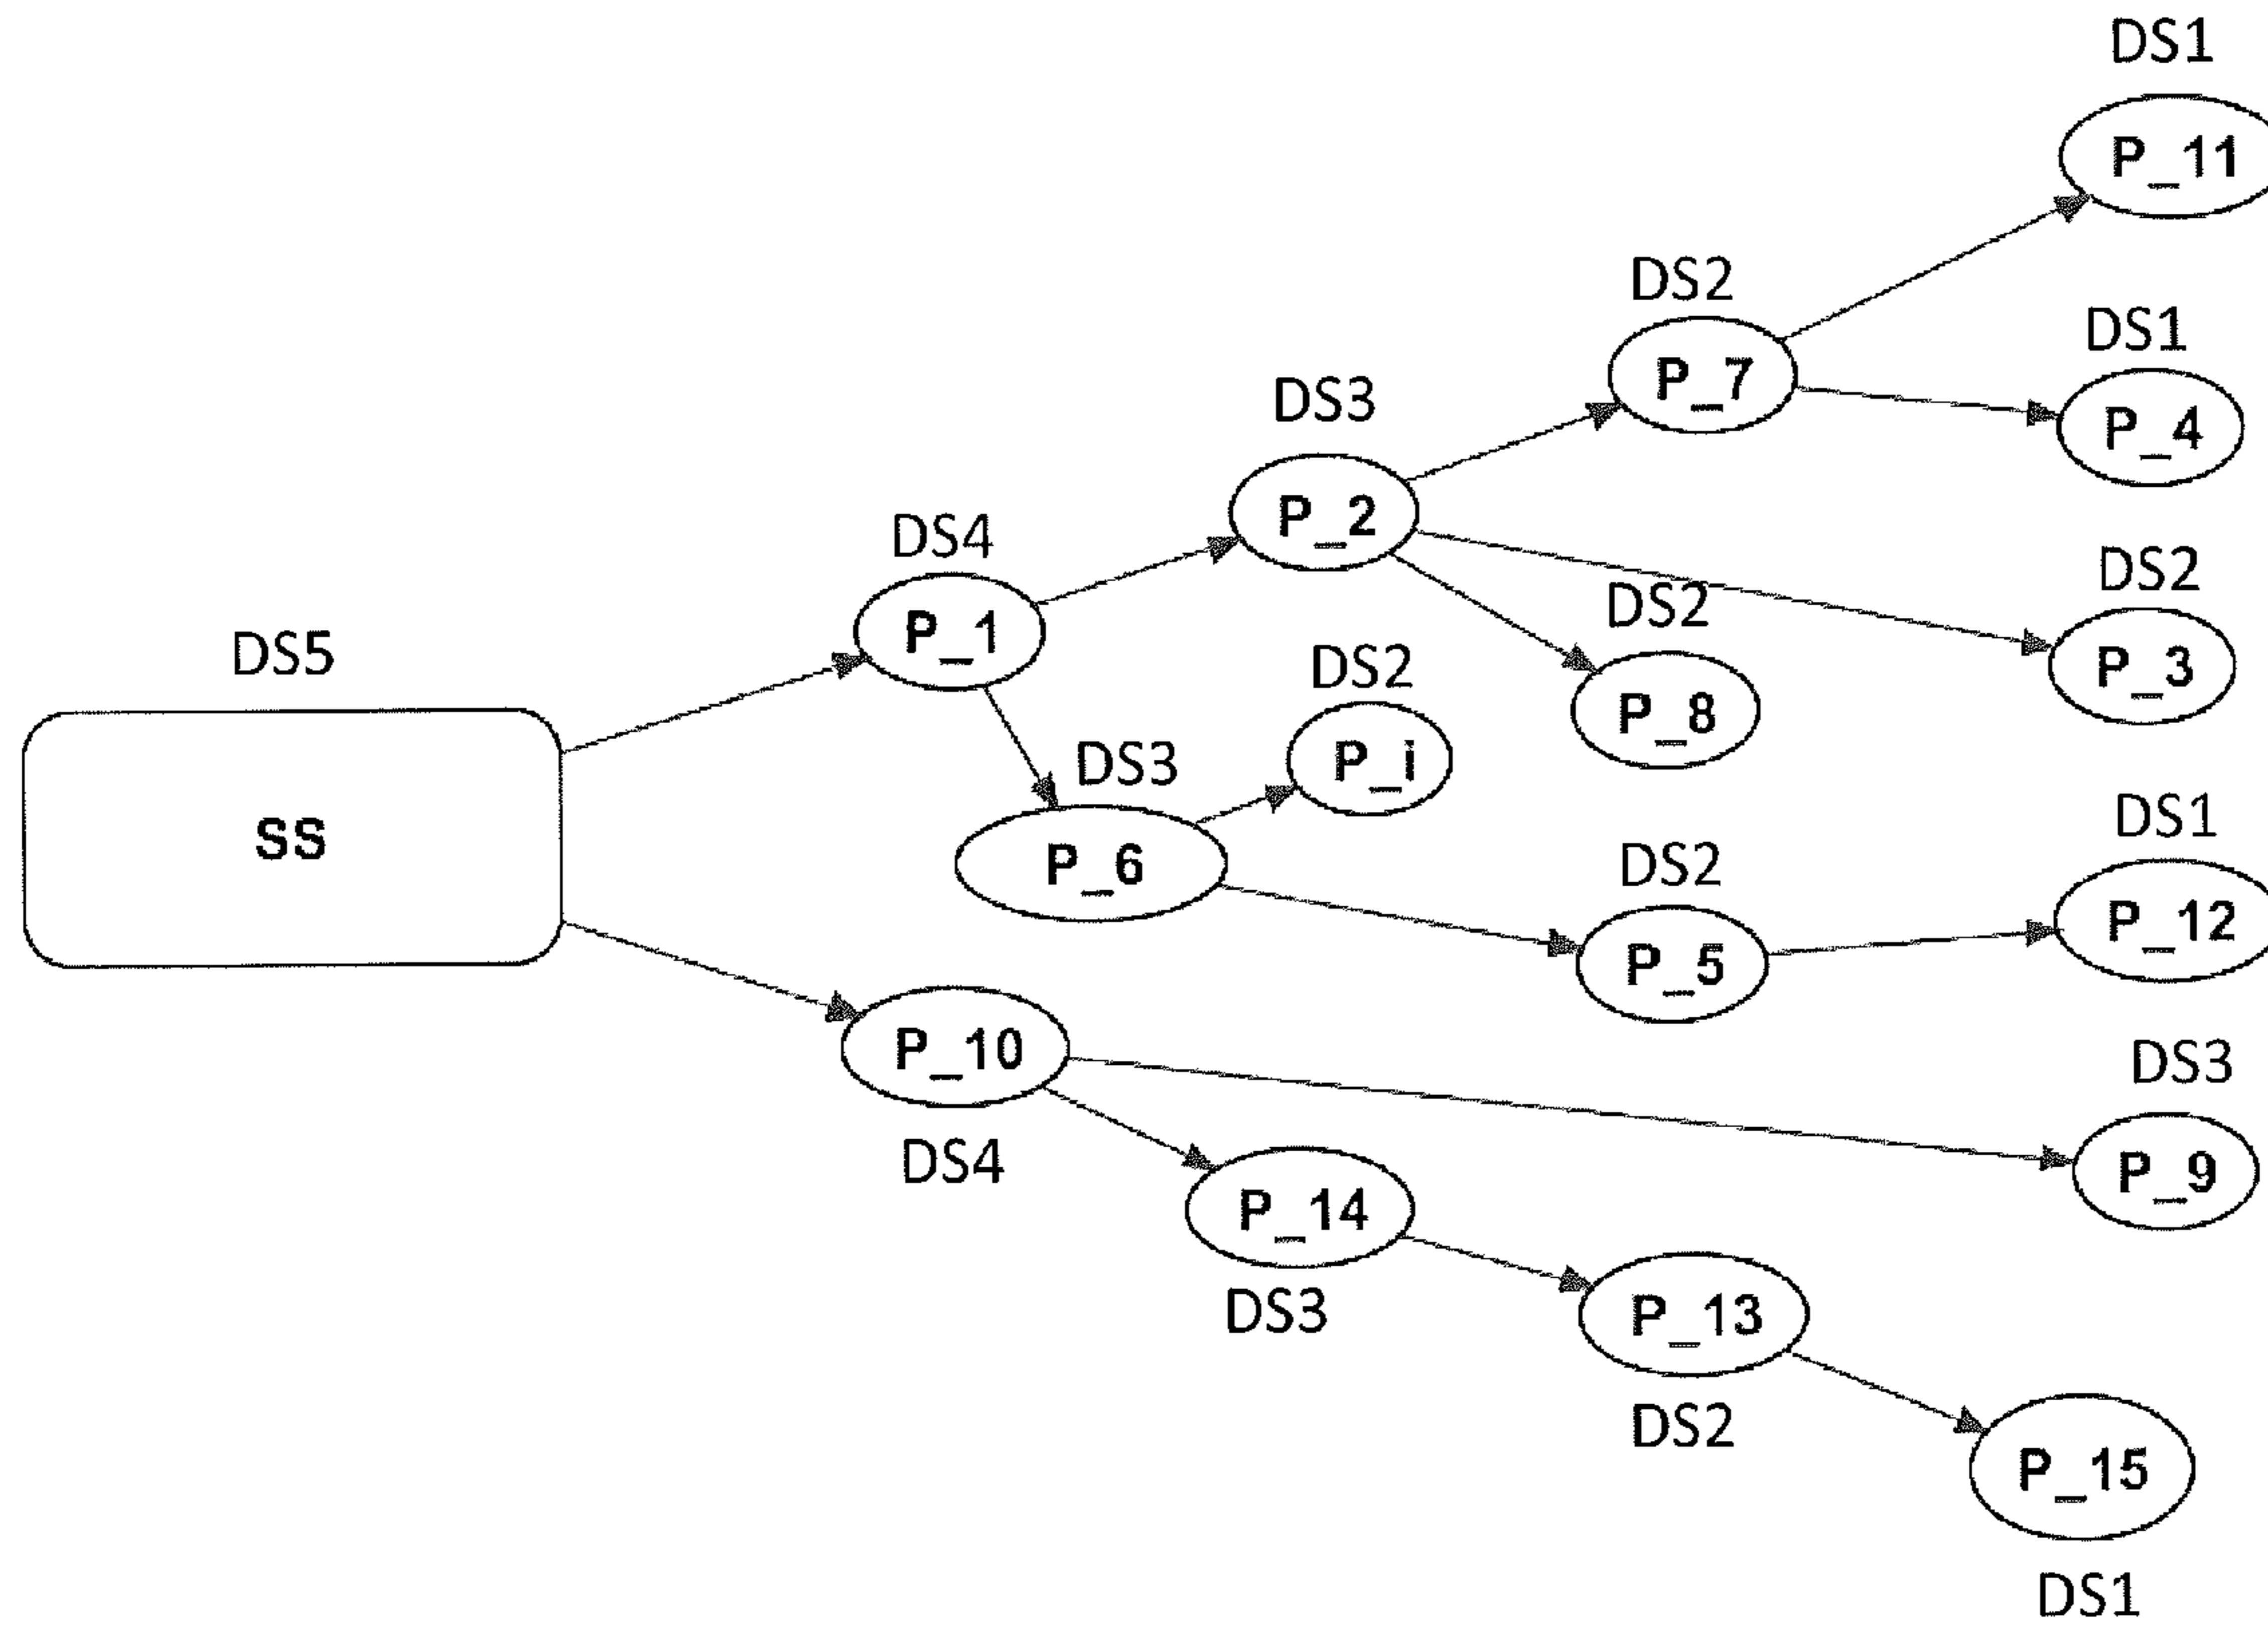 DS1
P_11
DS2
DS1
P_7
DS3
P_4
P_2
DS4
DS2
DS2
P_1
DS5
DS2
P_3
P_8
DS3
P_i
DS1
SS
DS2
P_6
P_12
P_5
P_10
DS3
DS4
P_9
P_14
DS3
P_13
DS2
P_15
DS1